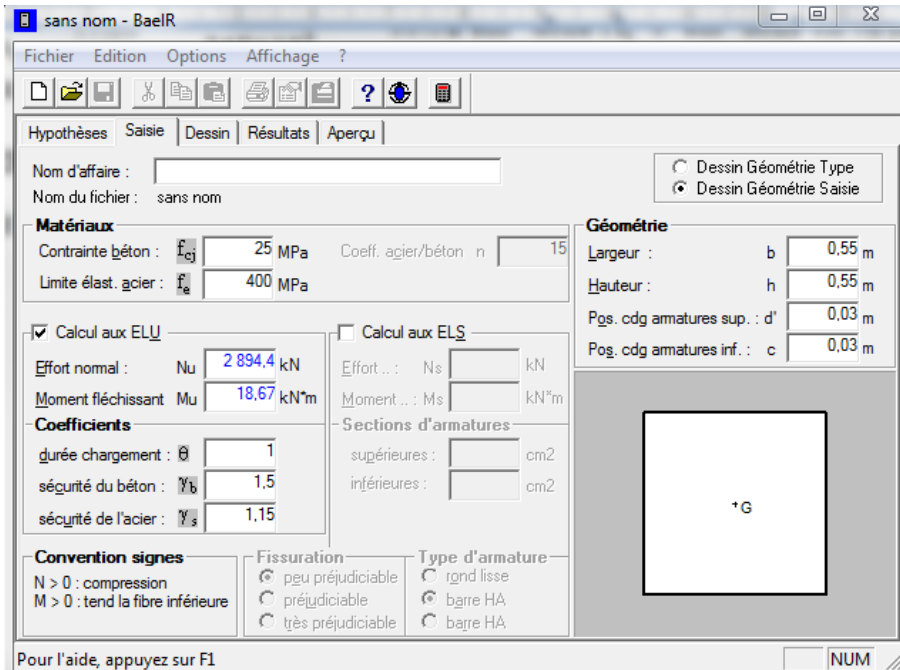 sans nom - BaelR
Fichier Edition Options Affichage ?
Hypothèses Saisie Dessin Résultats Aperçu
Nom d'affaire :
Nom du fichier : sans nom
Dessin Géométrie Type
Dessin Géométrie Saisie
Matériaux
Contrainte béton : fcj 25 MPa Coeff. acier/béton n 15
Limite élast. acier : fe 400 MPa
Géométrie
Largeur : b 0,55 m
Hauteur : h 0,55 m
Pos. cdg armatures sup. : d' 0,03 m
Pos. cdg armatures inf. : c 0,03 m
Calcul aux ELU
Effort normal : Nu 2 894,4 kN
Moment fléchissant Mu 18,67 kN*m
Calcul aux ELS
Effort .. : Ns kN
Moment .. : Ms kN*m
Coefficients
durée chargement : θ 1
sécurité du béton : γb 1,5
sécurité de l'acier : γs 1,15
Sections d'armatures
supérieures : cm2
inférieures : cm2
+G
Convention signes
N > 0 : compression
M > 0 : tend la fibre inférieure
Fissuration
peu préjudiciable
préjudiciable
très préjudiciable
Type d'armature
rond lisse
barre HA
barre HA
Pour l'aide, appuyez sur F1 NUM